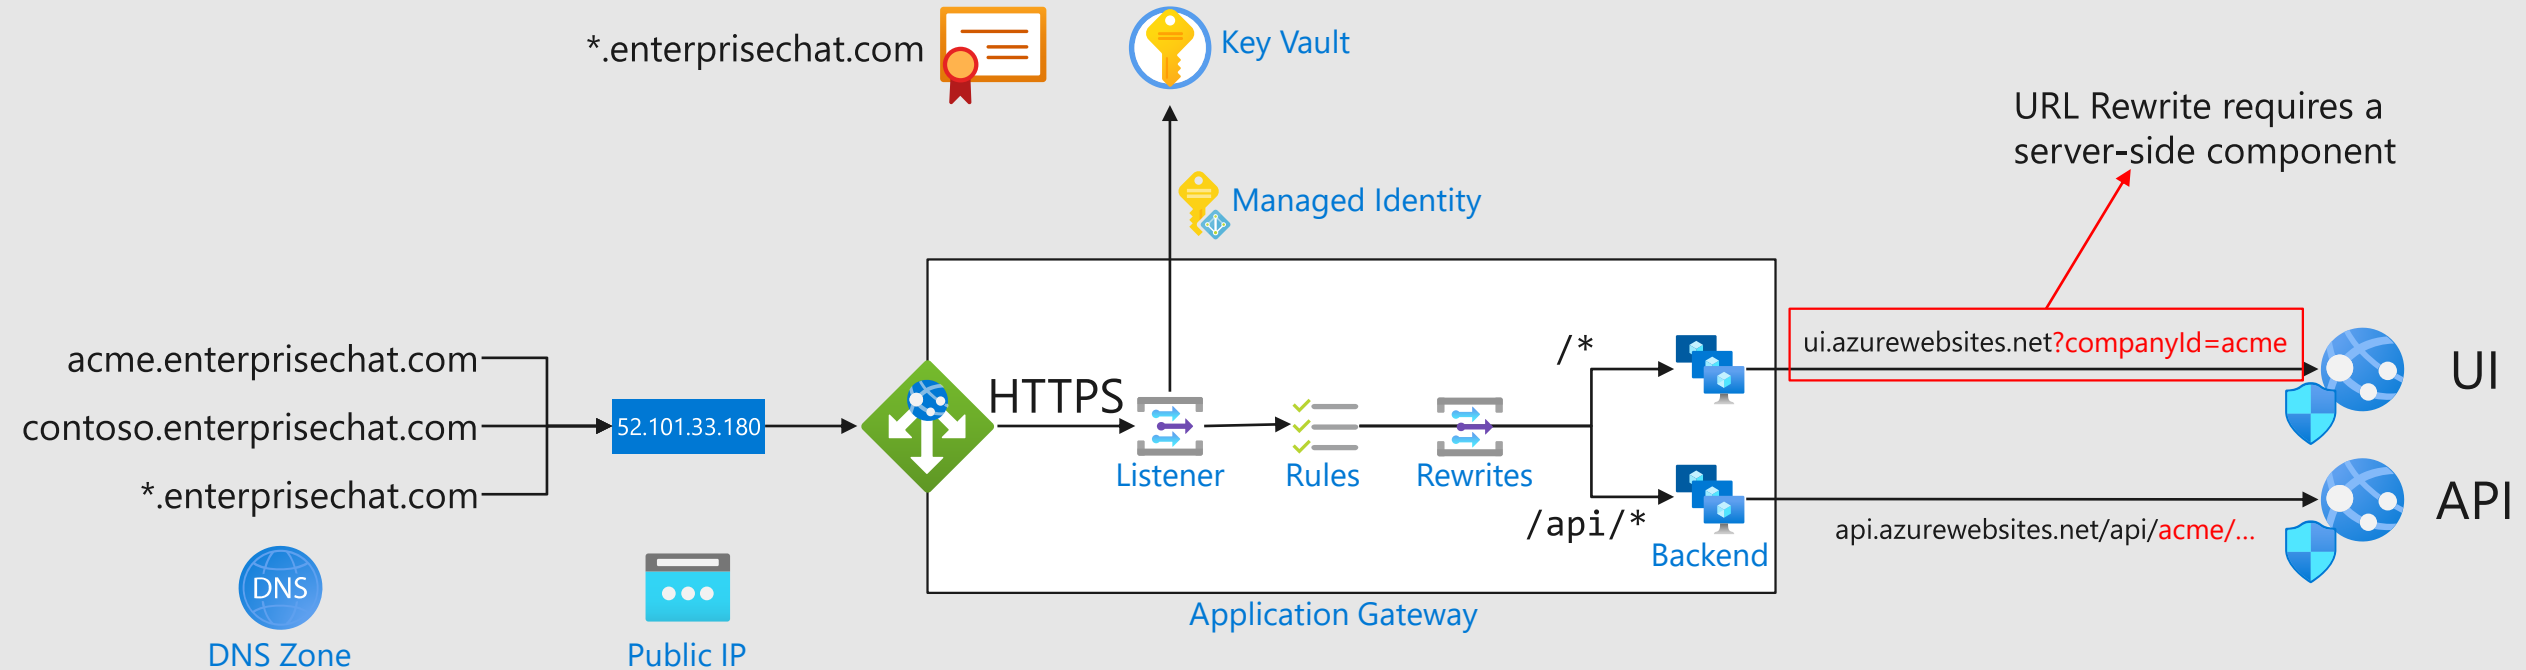 *.enterprisechat.com
Key Vault
URL Rewrite requires a
server-side component
Managed Identity
acme.enterprisechat.com
contoso.enterprisechat.com
*.enterprisechat.com
52.101.33.180
HTTPS
Listener
Rules
Rewrites
/*
/api/*
Backend
ui.azurewebsites.net?companyId=acme
UI
api.azurewebsites.net/api/acme/...
API
DNS
DNS Zone
Public IP
Application Gateway